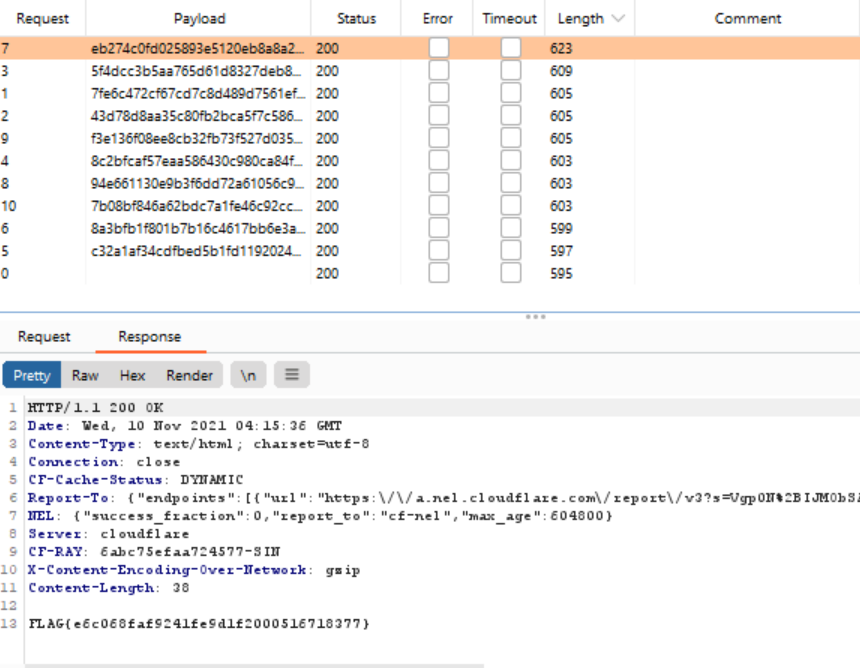 Request Payload Status Error Timeout Length Comment
7 eb274c0fd025893e5120eb8a8a2... 200 623
3 5f4dcc3b5aa765d61d8327deb8... 200 609
1 7fe6c472cf67cd7c8d489d7561ef... 200 605
2 43d78d8aa35c80fb2bca5f7c586... 200 605
9 f3e136f08ee8cb32fb73f527d035... 200 605
4 8c2bfcaf57eaa586430c980ca84f... 200 603
8 94e661130e9b3f6dd72a61056c9... 200 603
10 7b08bf846a62bdc7a1fe46c92cc... 200 603
6 8a3bfb1f801b7b16c4617bb6e3a... 200 599
5 c32a1af34cdfbed5b1fd1192024... 200 597
0 200 595
Request Response
Pretty Raw Hex Render \n
1 HTTP/1.1 200 OK
2 Date: Wed, 10 Nov 2021 04:15:36 GMT
3 Content-Type: text/html; charset=utf-8
4 Connection: close
5 CF-Cache-Status: DYNAMIC
6 Report-To: {"endpoints":[{"url":"https:\/\/a.nel.cloudflare.com\/report\/v3?s=Vgp0N%2BIJM0bSA
7 NEL: {"success_fraction":0,"report_to":"cf-nel","max_age":604800}
8 Server: cloudflare
9 CF-RAY: 6abc75efaa724577-SIN
10 X-Content-Encoding-Over-Network: gzip
11 Content-Length: 38
12
13 FLAG{e6c068faf9241fe9d1f2000516718377}